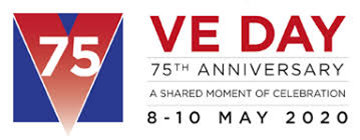 75
VE DAY
75TH ANNIVERSARY
A SHARED MOMENT OF CELEBRATION
8-10 MAY 2020